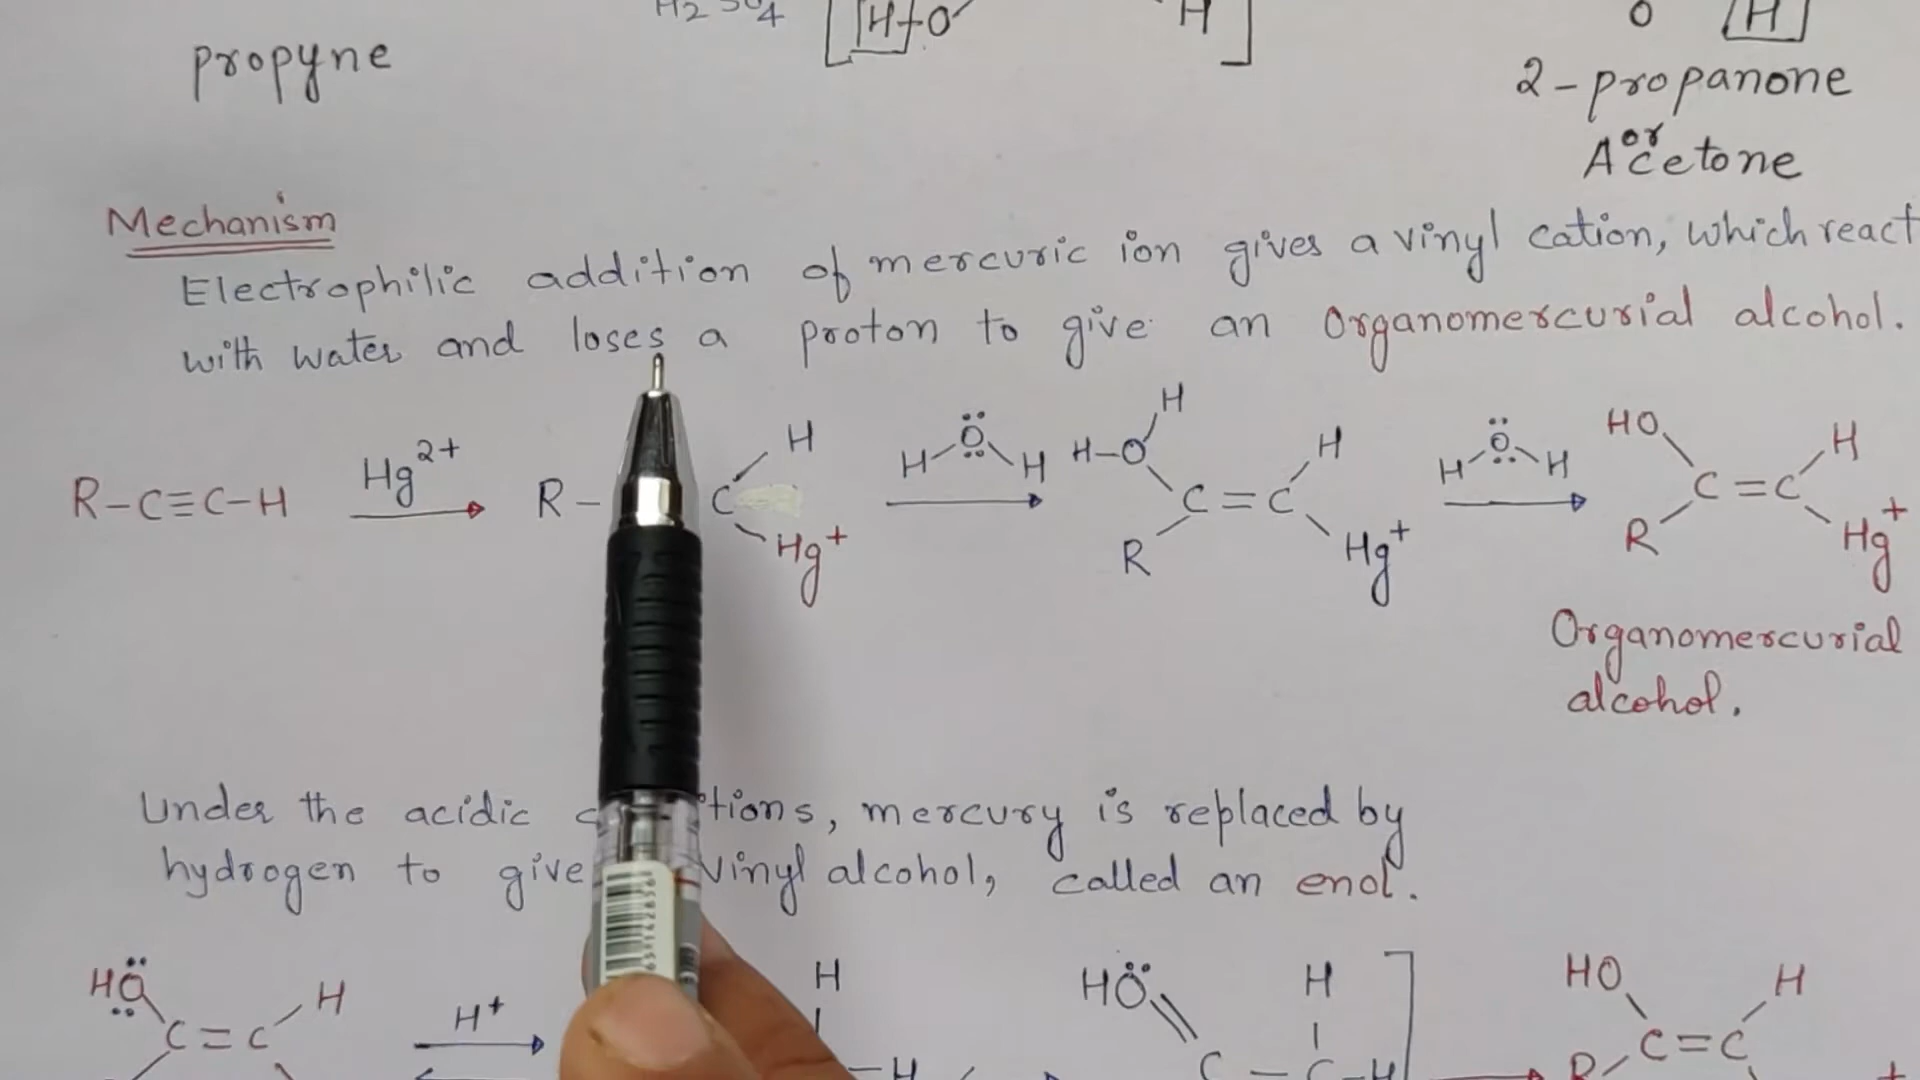 H2SO4 [H+O H]
O H
propyne
2-propanone
or
Acetone
Mechanism
Electrophilic addition of mercuric ion gives a vinyl cation, which react
with water and loses a proton to give an Organomercurial alcohol.
R-C≡C-H Hg2+ R- C H Hg+ H-O-H H-O H C=C H R Hg+ H-O-H HO C=C H R Hg+
Organomercurial
alcohol.
Under the acidic tions, mercury is replaced by
hydrogen to give vinyl alcohol, called an enol.
HO C=C H H+ H -H HO C-C-H H ] HO C=C H R +